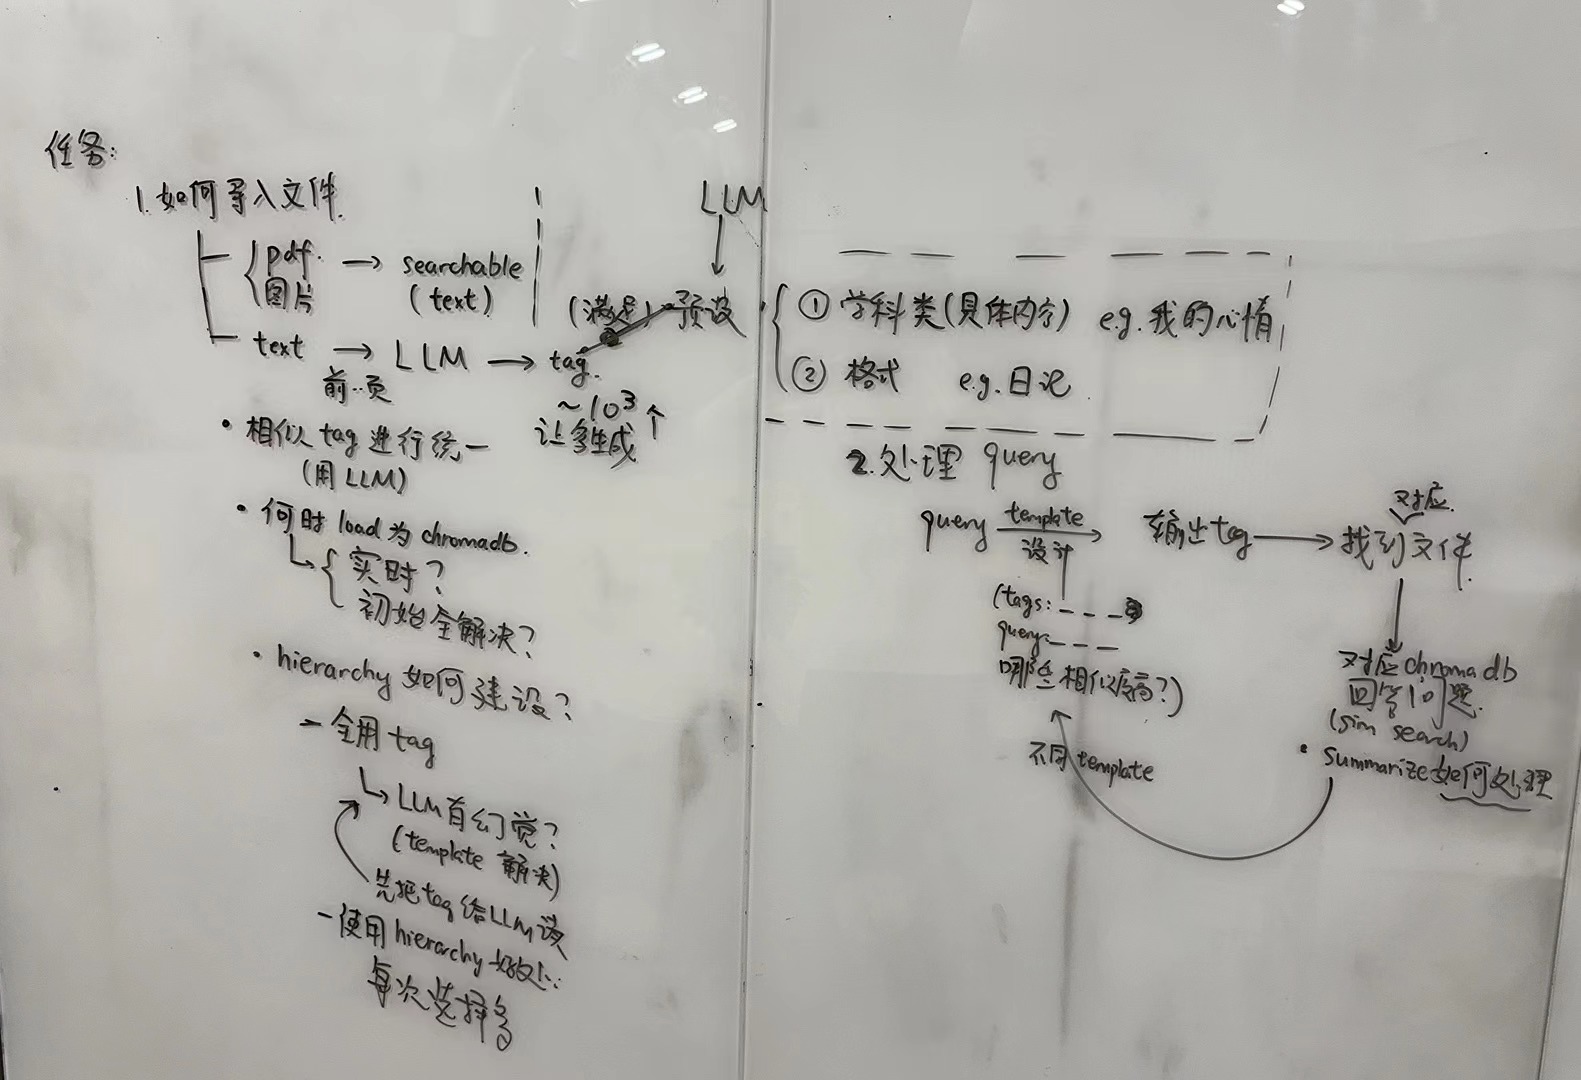 任务:
1. 如何导入文件
pdf. → searchable
图片 (text)
text → LLM → tag.
前..页
~10³个
让多生成
LLM
(满足) 预设
① 学科类(具体内容) e.g. 我的心情
② 格式 e.g. 日记
• 相似 tag 进行统一
(用 LLM)
• 何时 load 为 chromadb.
实时?
初始全解决?
• hierarchy 如何建设?
- 全用 tag
LLM 有幻觉?
(template 解决)
先把 tag 给 LLM 读
- 使用 hierarchy 好处:
每次选择多
2. 处理 query
query template → 输出 tag → 找到文件.
设计
对应
(tags: - - -
query: - - -
哪些相似度高?)
不同 template
对应 chromadb
回答问题.
(sim search)
• summarize 如何处理